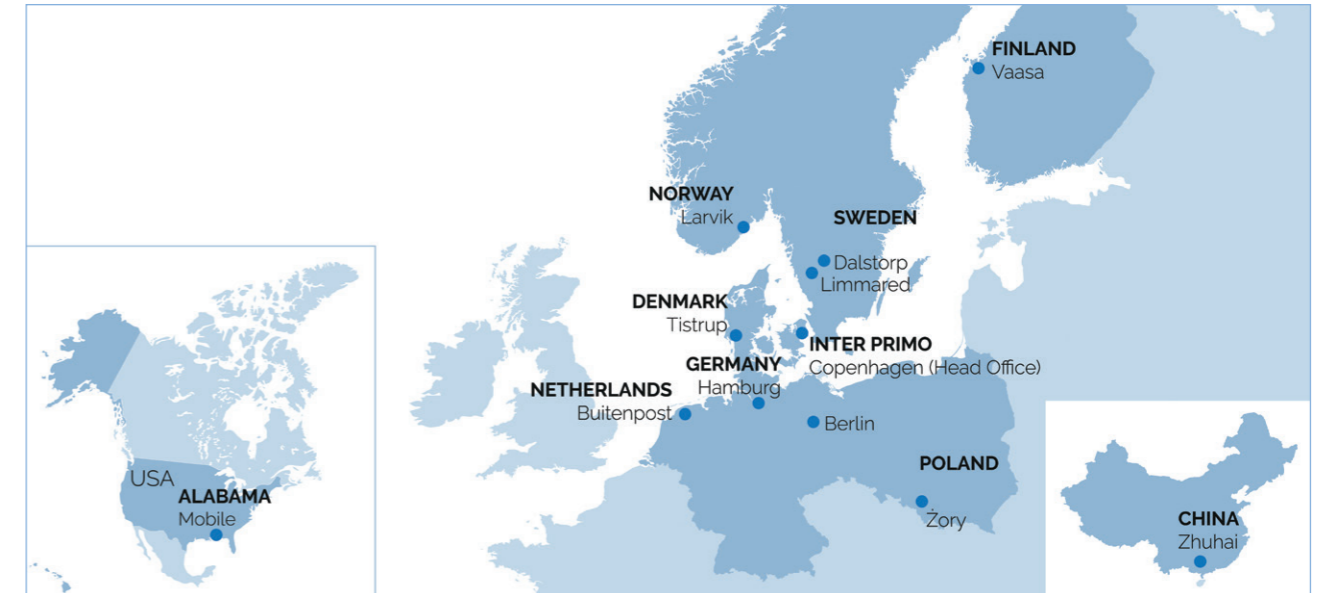 FINLAND
Vaasa
NORWAY
Larvik
SWEDEN
Dalstorp
Limmared
DENMARK
Tistrup
INTER PRIMO
Copenhagen (Head Office)
GERMANY
Hamburg
NETHERLANDS
Buitenpost
Berlin
POLAND
Żory
USA
ALABAMA
Mobile
CHINA
Zhuhai